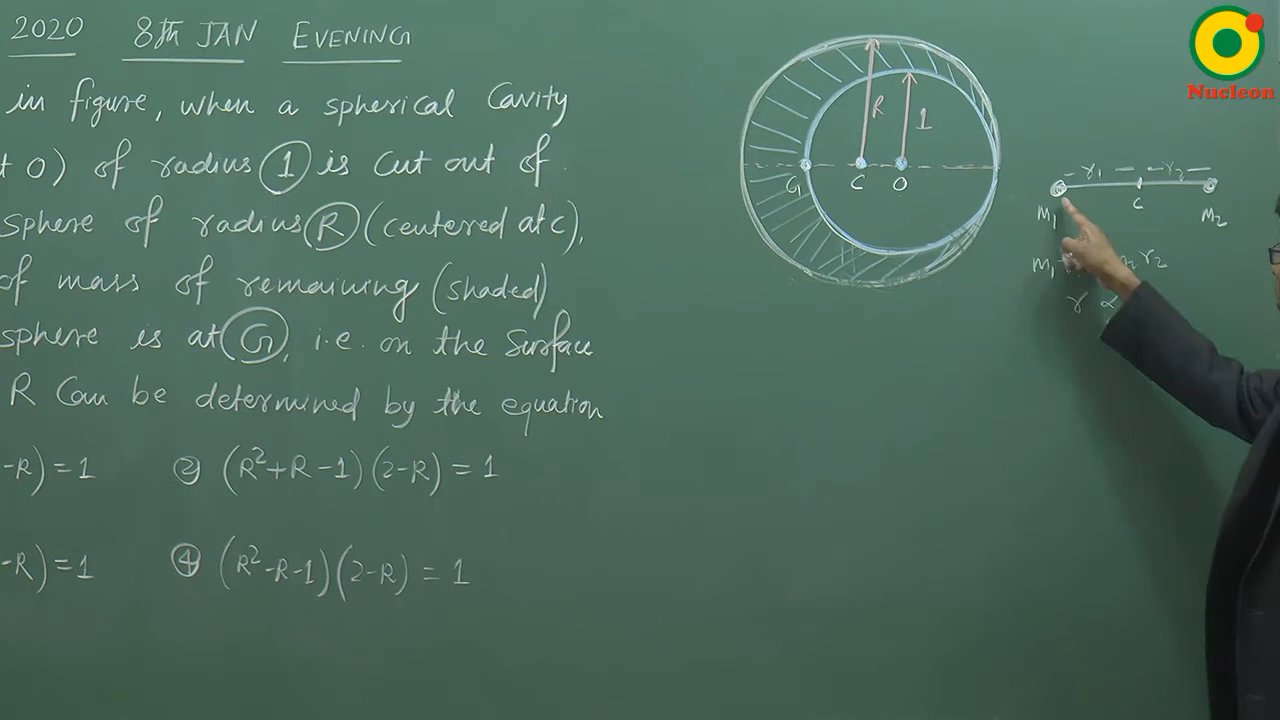 2020 8th JAN EVENING
in figure, when a spherical Cavity
t O) of radius 1 is cut out of
sphere of radius R (centered at c),
of mass of remaining (shaded)
sphere is at G, i.e. on the surface
R Can be determined by the equation
-R) = 1 ② (R²+R-1)(2-R) = 1
-R) = 1 ④ (R²-R-1)(2-R) = 1
R 1
G C O
r₁ r₂
m₁ C m₂
m₁ r₂
r ∝
Nucleon